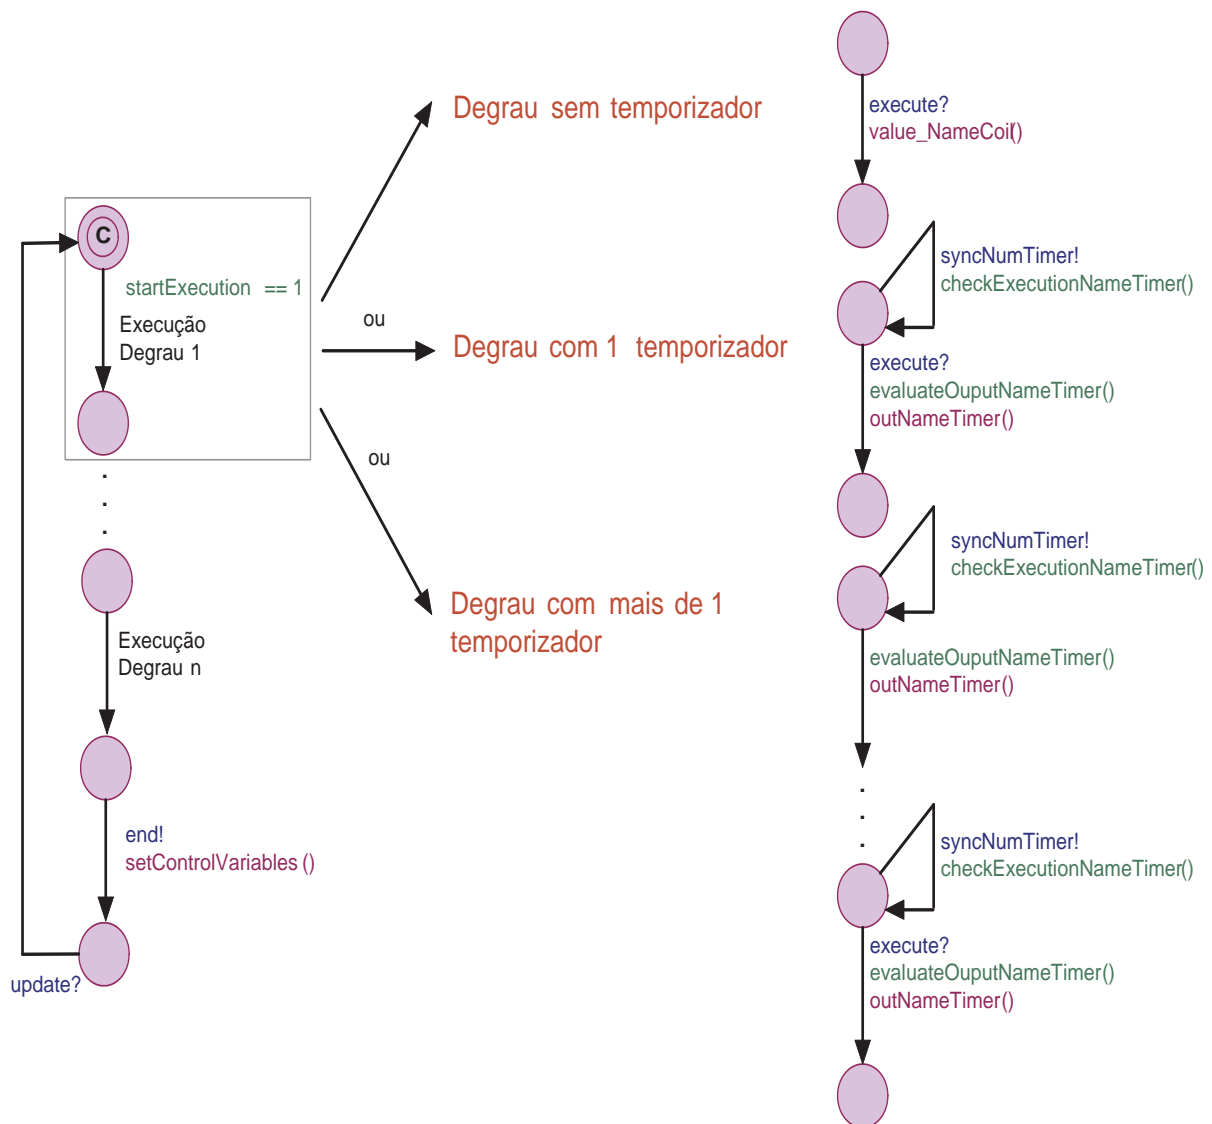 C
startExecution == 1
Execução
Degrau 1
Execução
Degrau n
end!
setControlVariables ()
update?
ou
ou
Degrau sem temporizador
Degrau com 1 temporizador
Degrau com mais de 1
temporizador
execute?
value_NameCoil()
syncNumTimer!
checkExecutionNameTimer()
execute?
evaluateOuputNameTimer()
outNameTimer()
syncNumTimer!
checkExecutionNameTimer()
evaluateOuputNameTimer()
outNameTimer()
syncNumTimer!
checkExecutionNameTimer()
execute?
evaluateOuputNameTimer()
outNameTimer()